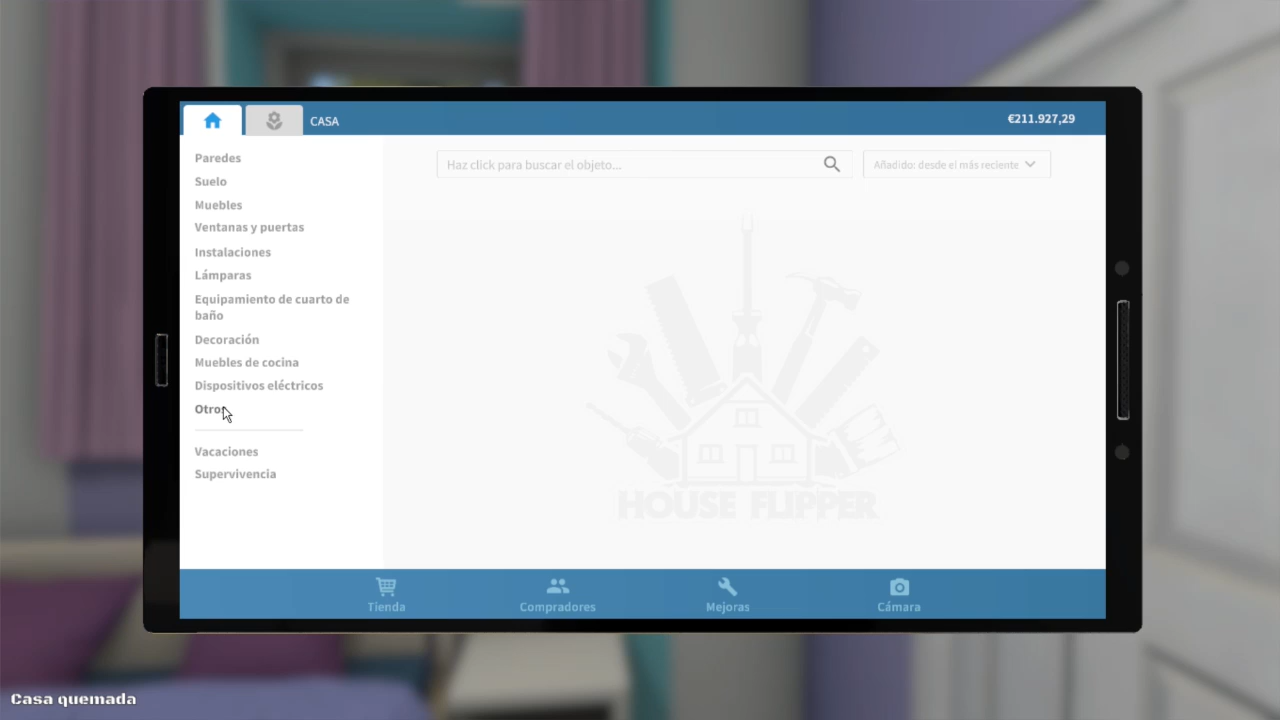 CASA
€211.927,29
Paredes
Suelo
Muebles
Ventanas y puertas
Instalaciones
Lámparas
Equipamiento de cuarto de
baño
Decoración
Muebles de cocina
Dispositivos eléctricos
Otros
Vacaciones
Supervivencia
Haz click para buscar el objeto...
Añadido: desde el más reciente
HOUSE FLIPPER
Tienda
Compradores
Mejoras
Cámara
Casa quemada